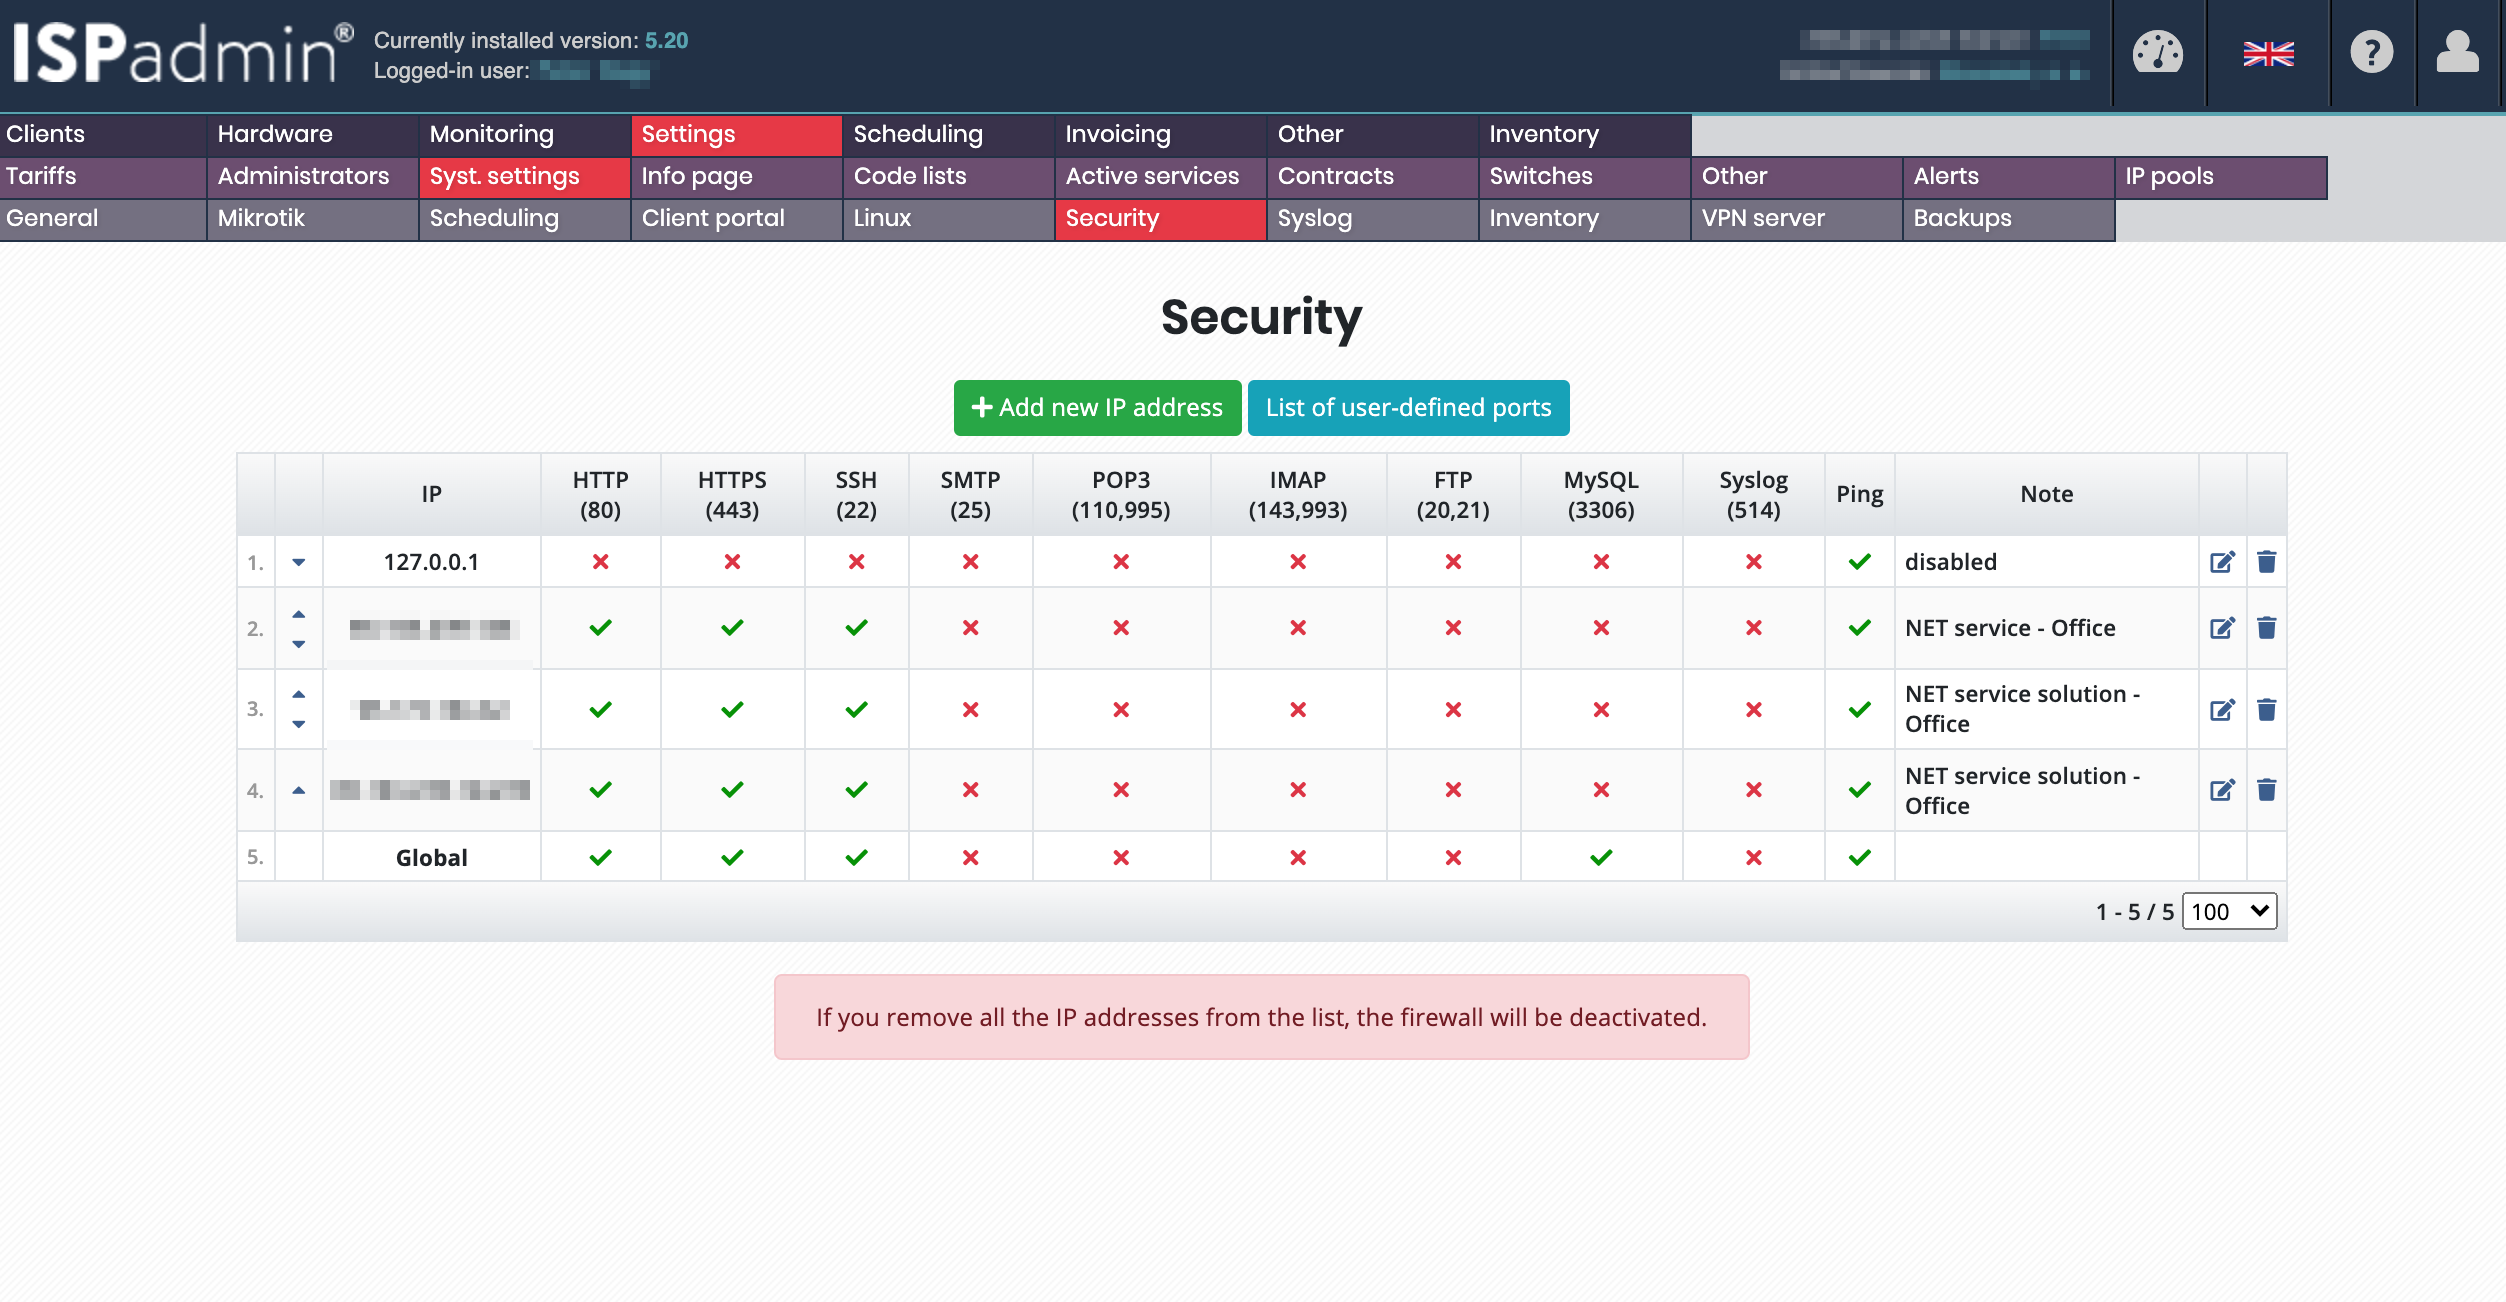 ISPadmin®
Currently installed version: 5.20
Logged-in user:
Clients Hardware Monitoring Settings Scheduling Invoicing Other Inventory
Tariffs Administrators Syst. settings Info page Code lists Active services Contracts Switches Other Alerts IP pools
General Mikrotik Scheduling Client portal Linux Security Syslog Inventory VPN server Backups
Security
Add new IP address List of user-defined ports
IP HTTP (80) HTTPS (443) SSH (22) SMTP (25) POP3 (110,995) IMAP (143,993) FTP (20,21) MySQL (3306) Syslog (514) Ping Note
1. 127.0.0.1 disabled
2. NET service - Office
3. NET service solution -
Office
4. NET service solution -
Office
5. Global
1 - 5 / 5 100
If you remove all the IP addresses from the list, the firewall will be deactivated.